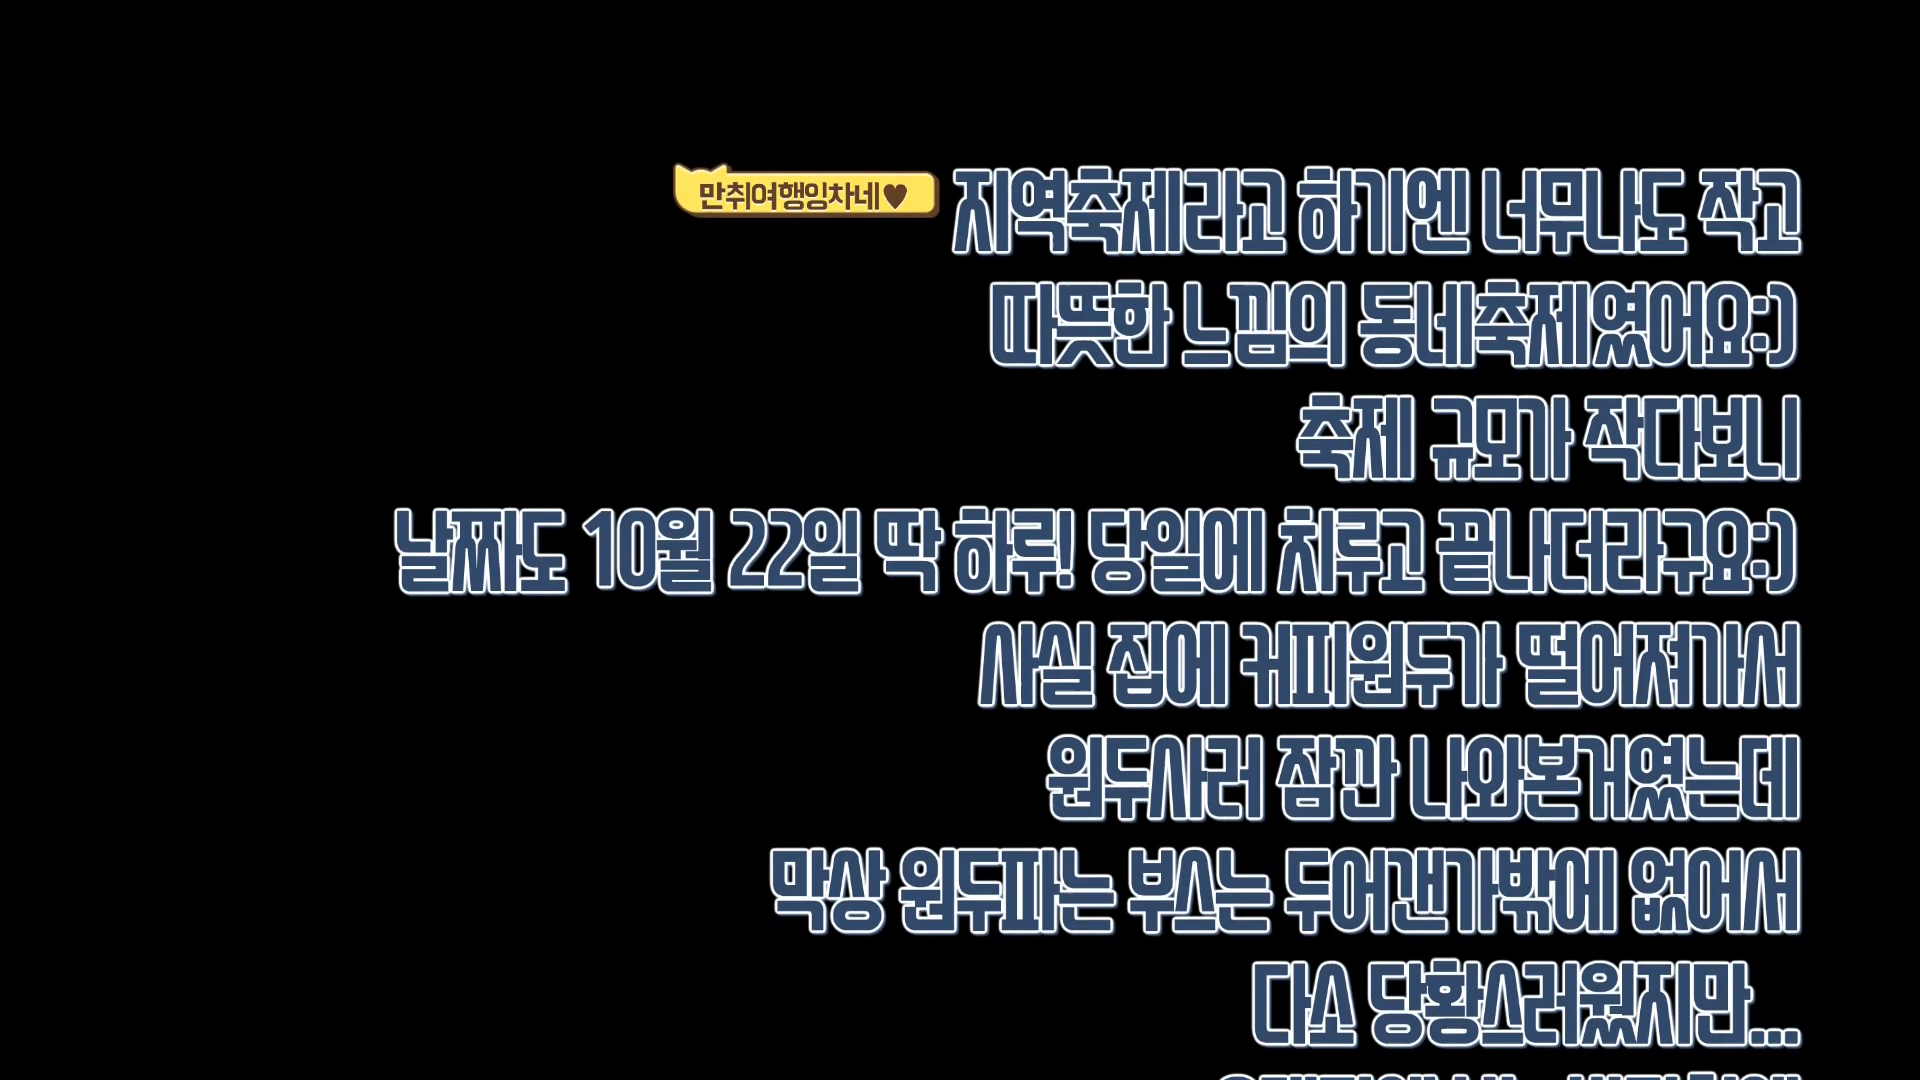 만취여행잉차네♥ 지역축제라고 하기엔 너무나도 작고
따뜻한 느낌의 동네축제였어요:)
축제 규모가 작다보니
날짜도 10월 22일 딱 하루! 당일에 치루고 끝나더라구요:)
사실 집에 커피원두가 떨어져가서
원두사러 잠깐 나와본거였는데
막상 원두파는 부스는 두어갠가밖에 없어서
다소 당황스러웠지만...